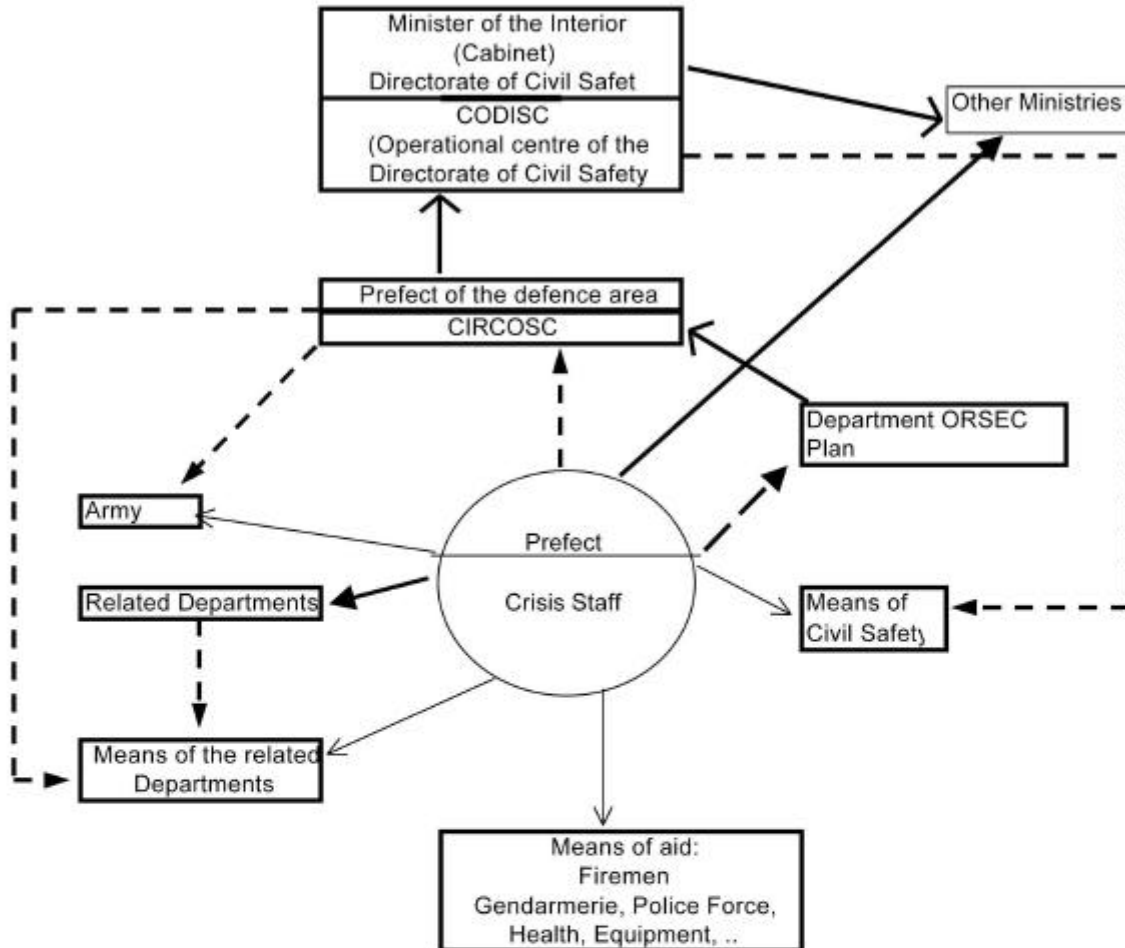 Minister of the Interior
(Cabinet)
Directorate of Civil Safet
CODISC
(Operational centre of the
Directorate of Civil Safety
Other Ministries
Prefect of the defence area
CIRCOSC
Department ORSEC
Plan
Army
Prefect
Crisis Staff
Related Departments
Means of
Civil Safety
Means of the related
Departments
Means of aid:
Firemen
Gendarmerie, Police Force,
Health, Equipment, ..